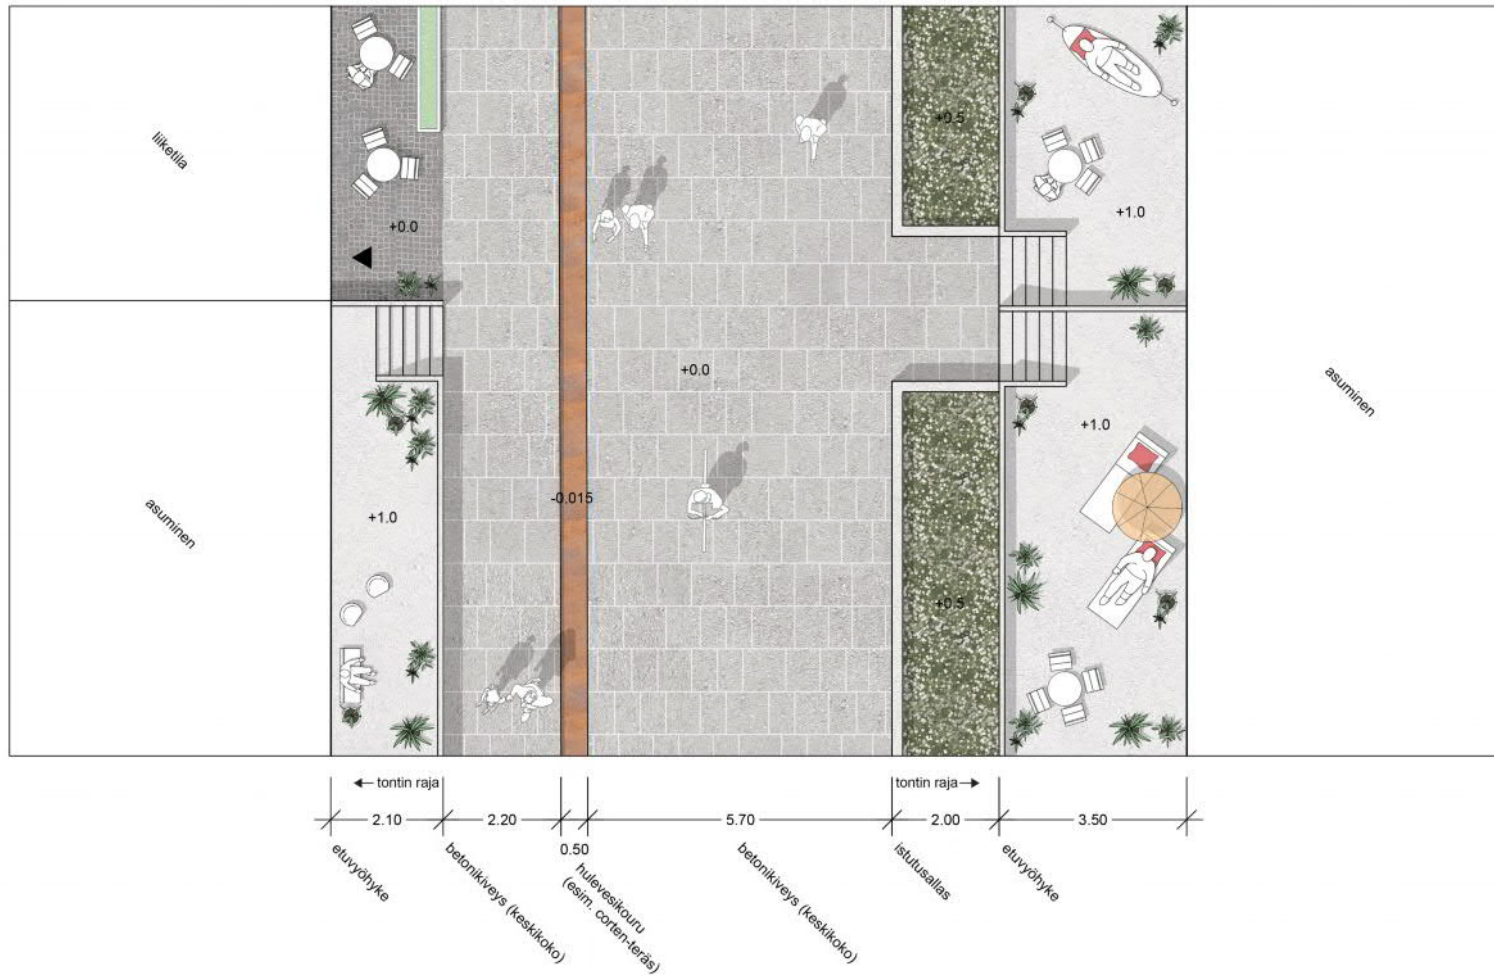 liiketila
+0.0
+0.5
+1.0
+0.0
asuminen
+1.0
asuminen
-0.015
+1.0
+0.5
tontin raja
tontin raja
2.10
2.20
0.50
5.70
2.00
3.50
etuvyöhyke
betonikiveys (keskikoko)
hulevesikouru
(esim. corten-teräs)
betonikiveys (keskikoko)
istutusallas
etuvyöhyke